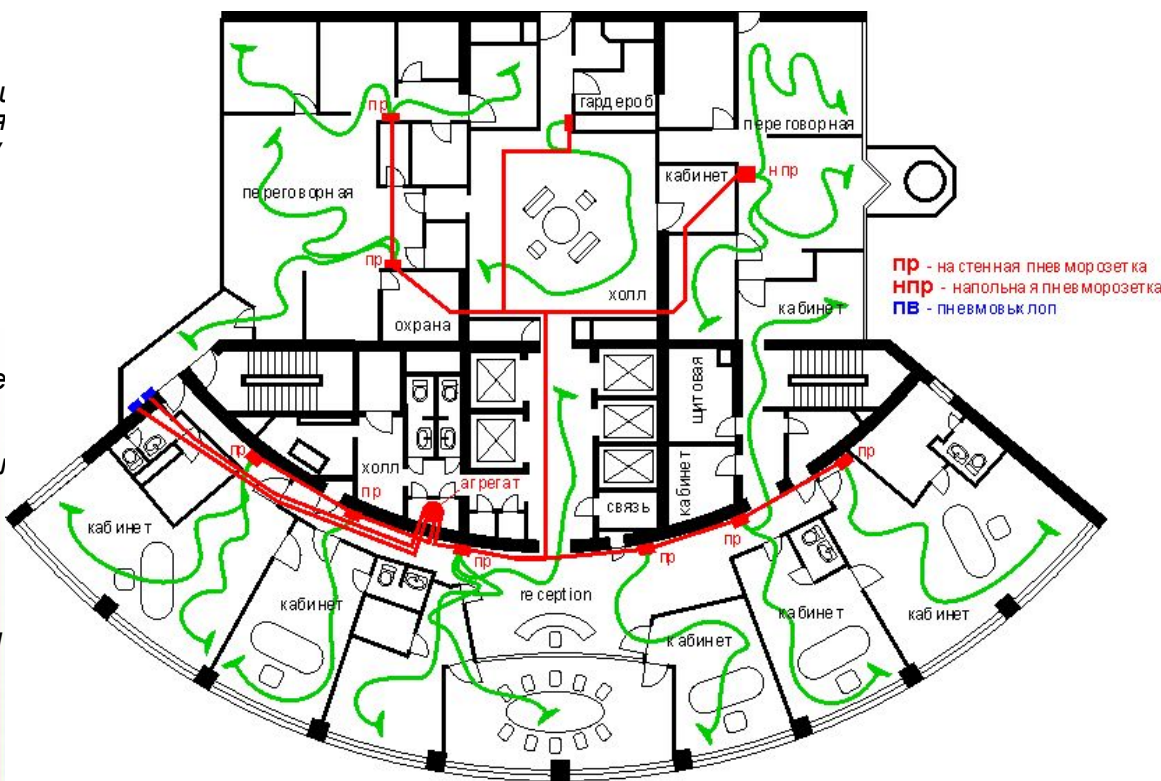 пр
гардероб
переговорная
кабинет
нпр
переговорная
пр
холл
кабинет
охрана
пр - настенная пневморозетка
нпр - напольная пневморозетка
пв - пневмовыхлоп
щитовая
пр
холл
пр
агрегат
связь
кабинет
пр
кабинет
пр
пр
пр
reception
кабинет
кабинет
кабинет
кабинет